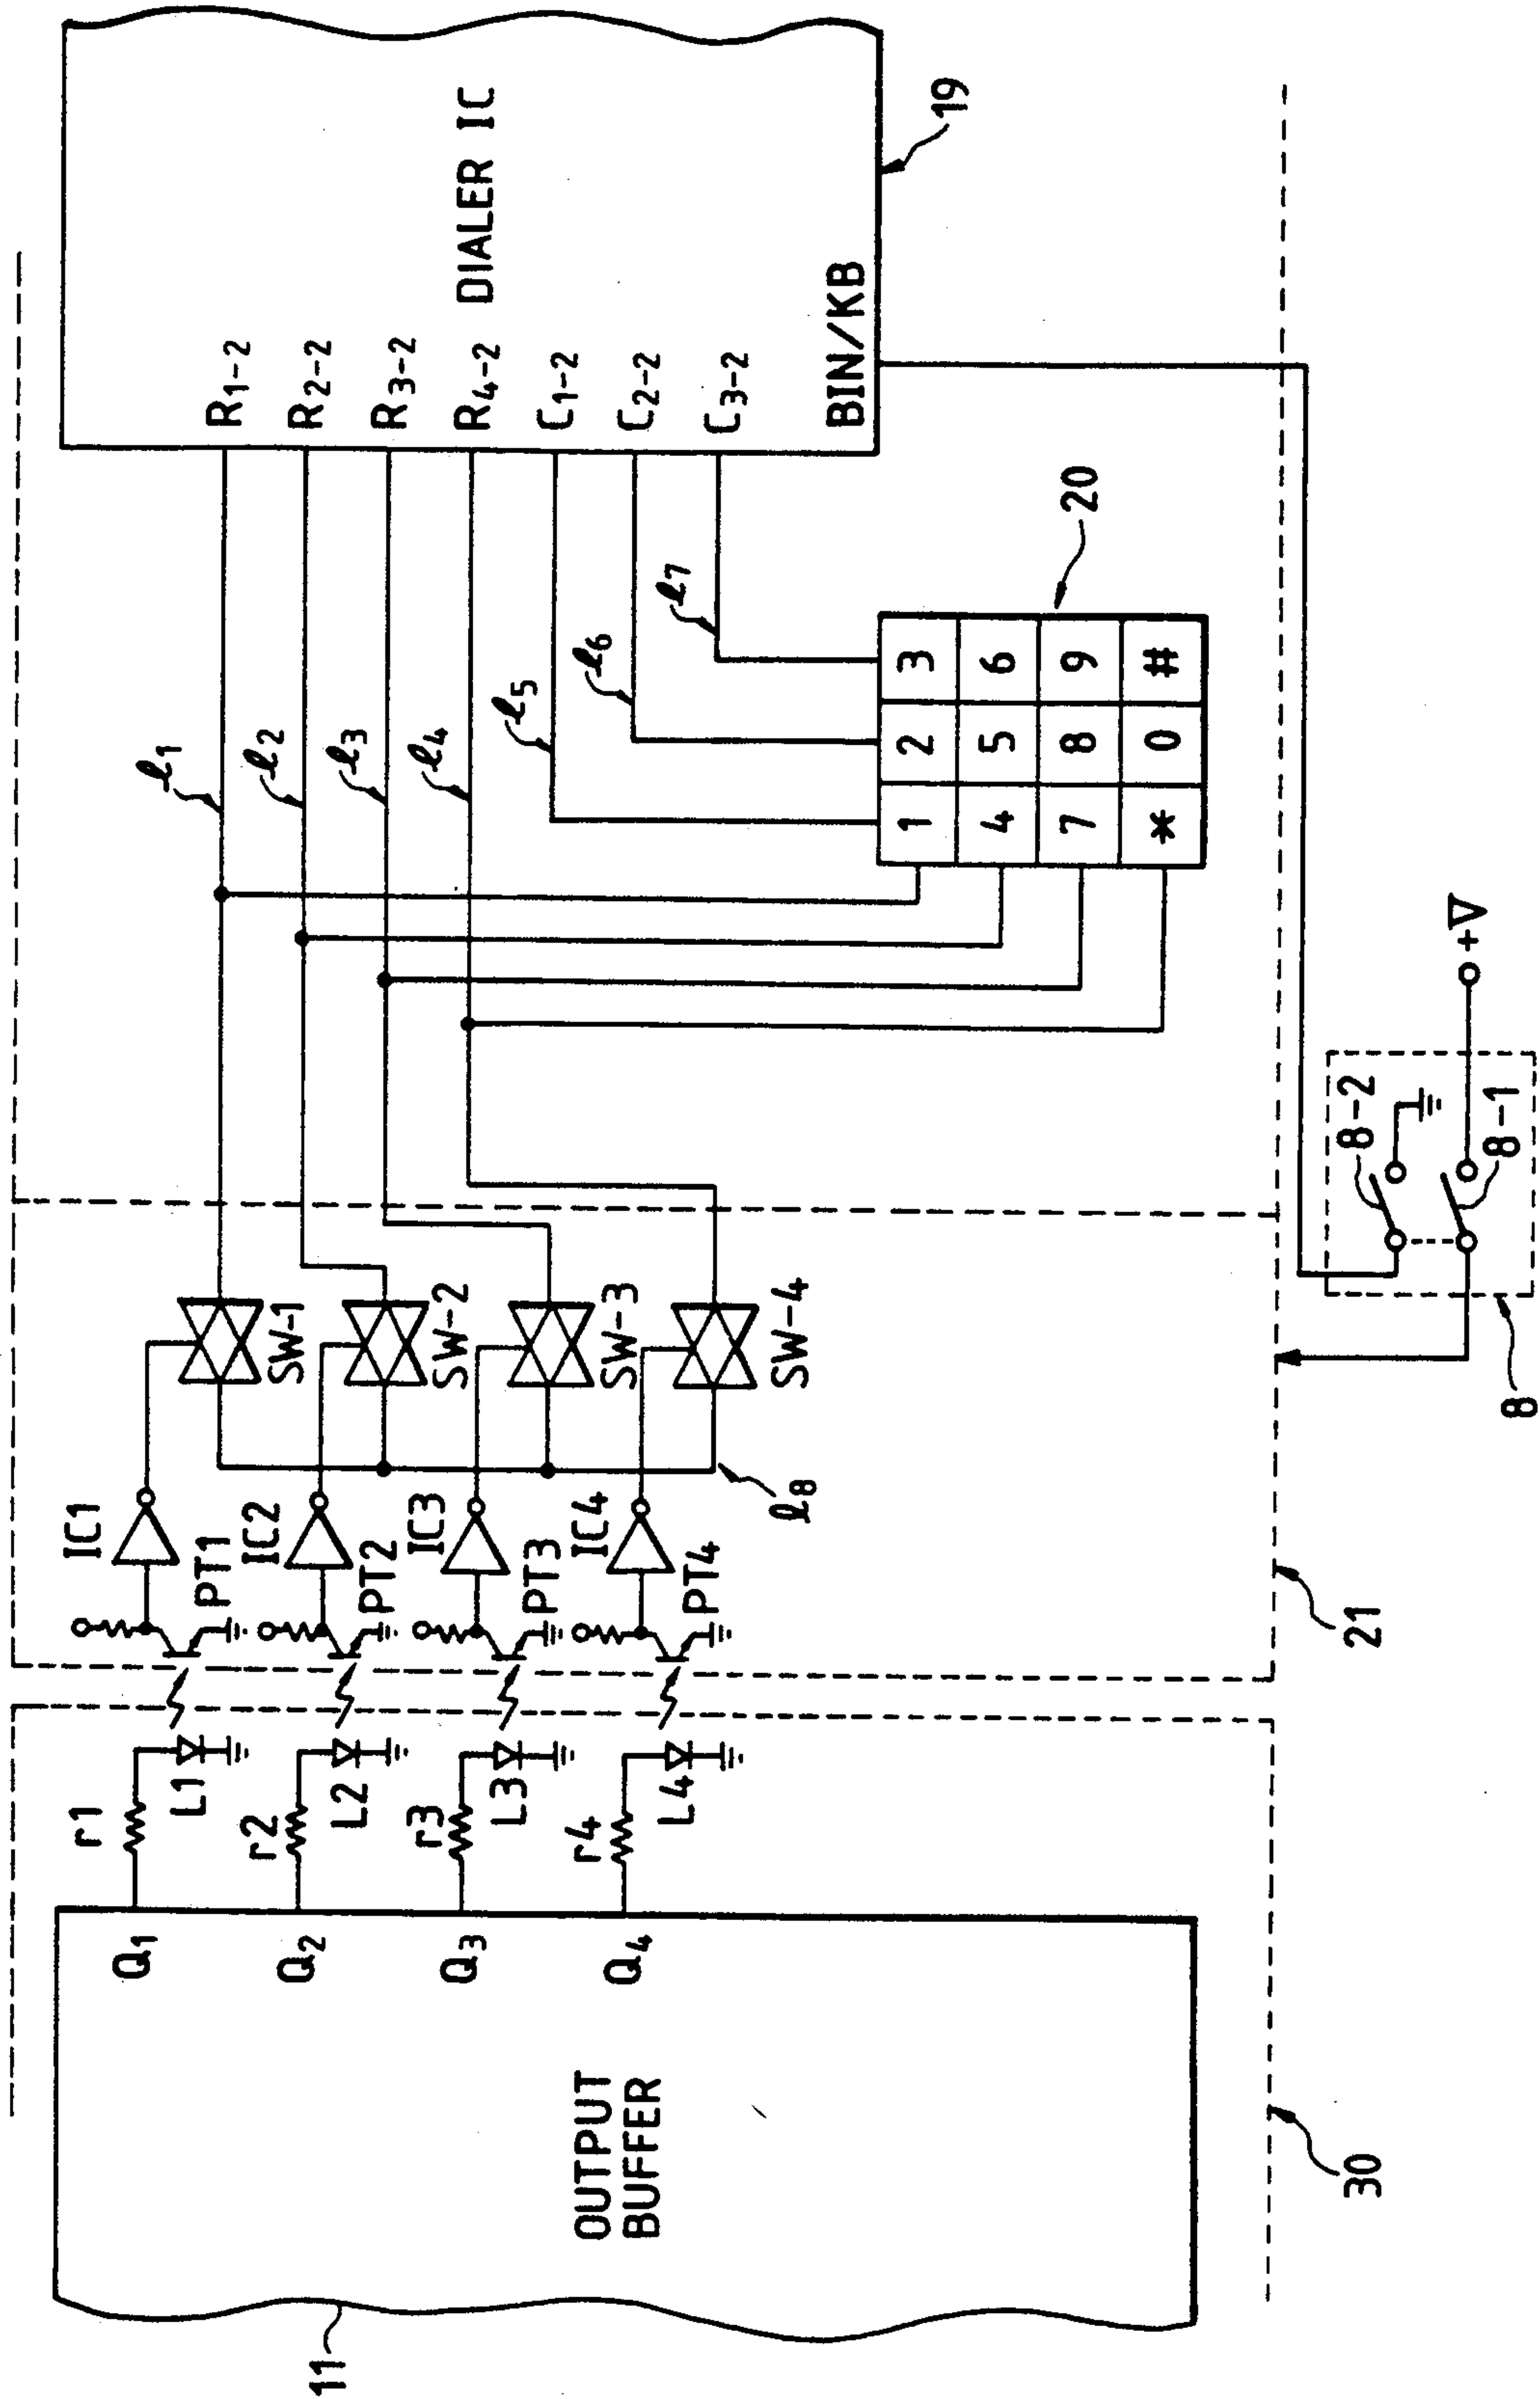 11
OUTPUT
BUFFER
Q1
Q2
Q3
Q4
30
r1
L1
r2
L2
r3
L3
r4
L4
IC1
PT1
IC2
PT2
IC3
PT3
IC4
PT4
21
SW-1
SW-2
SW-3
SW-4
ℓ8
8
8-2
8-1
+V
ℓ1
ℓ2
ℓ3
ℓ4
ℓ5
ℓ6
ℓ7
1 2 3
4 5 6
7 8 9
* 0 #
20
R1-2
R2-2
R3-2
R4-2
C1-2
C2-2
C3-2
BIN/KB
DIALER IC
19